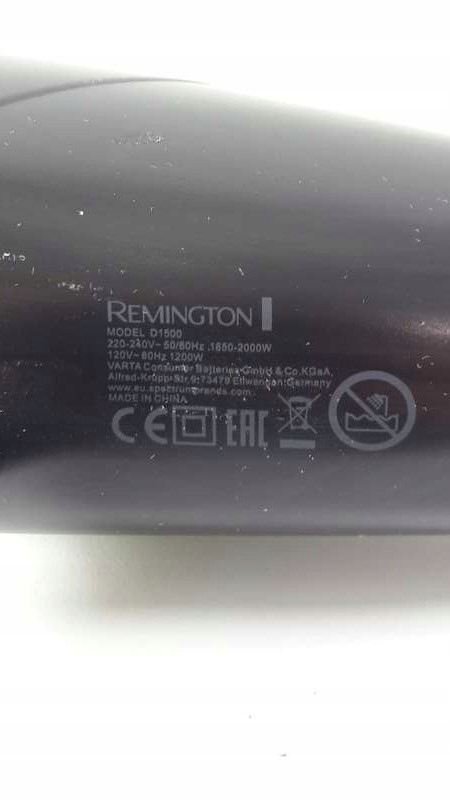 REMINGTON
MODEL D1500
220-240V~ 50/60Hz 1650-2000W
120V~ 60Hz 1200W
VARTA Consumer Batteries GmbH & Co.KGaA,
Alfred-Krupp-Str.9,73479 Ellwangen,Germany
www.eu.spectrumbrands.com
MADE IN CHINA
CE EAC